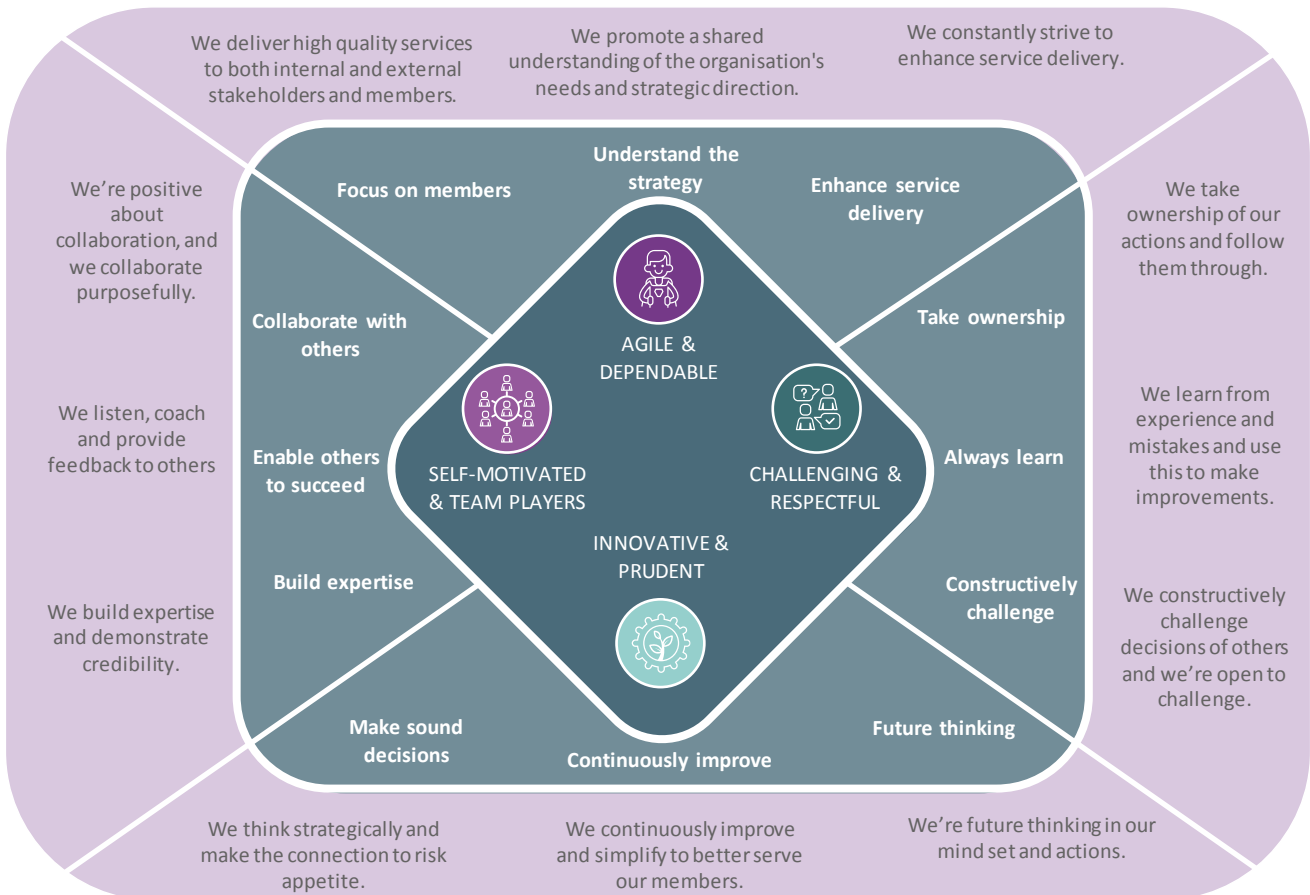 We deliver high quality services
to both internal and external
stakeholders and members.
We promote a shared
understanding of the organisation's
needs and strategic direction.
We constantly strive to
enhance service delivery.
Focus on members
Understand the
strategy
Enhance service
delivery
We're positive
about
collaboration, and
we collaborate
purposefully.
We listen, coach
and provide
feedback to others
We build expertise
and demonstrate
credibility.
Collaborate with
others
Enable others
to succeed
Build expertise
AGILE &
DEPENDABLE
SELF-MOTIVATED
& TEAM PLAYERS
CHALLENGING &
RESPECTFUL
INNOVATIVE &
PRUDENT
Take ownership
Always learn
Constructively
challenge
We take
ownership of our
actions and follow
them through.
We learn from
experience and
mistakes and use
this to make
improvements.
We constructively
challenge
decisions of others
and we're open to
challenge.
Make sound
decisions
Continuously improve
Future thinking
We think strategically and
make the connection to risk
appetite.
We continuously improve
and simplify to better serve
our members.
We're future thinking in our
mind set and actions.